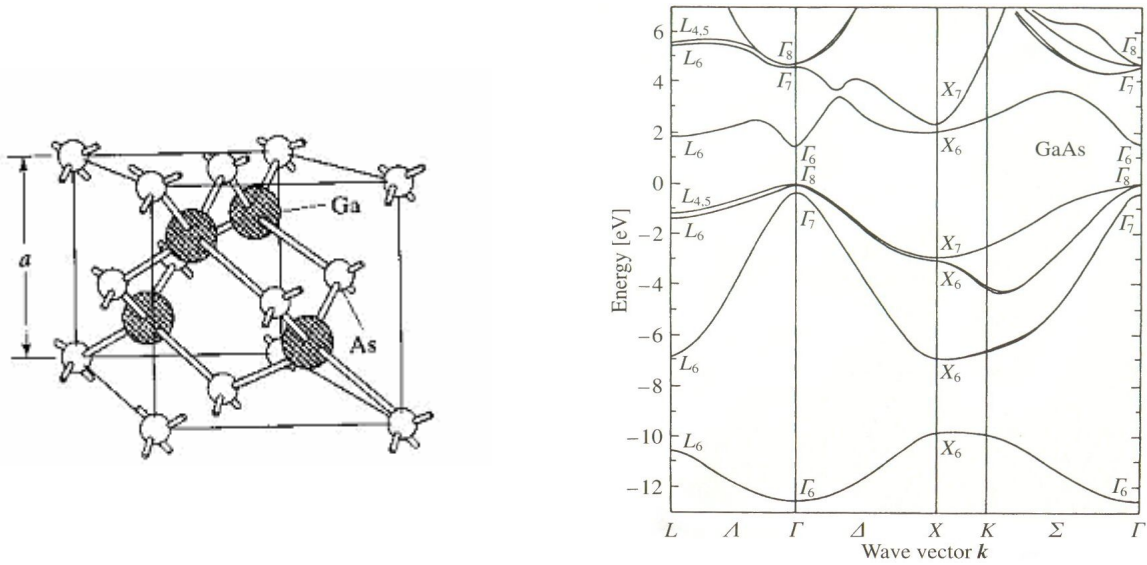 a
Ga
As
Energy [eV]
6
4
2
0
−2
−4
−6
−8
−10
−12
L₄,₅
L₆
L₆
L₄,₅
L₆
L₆
L₆
Γ₈
Γ₇
Γ₆
Γ₈
Γ₇
Γ₆
X₇
X₆
X₇
X₆
X₆
X₆
GaAs
Γ₈
Γ₇
Γ₆
Γ₈
Γ₇
Γ₆
L Λ Γ Δ X K Σ Γ
Wave vector k